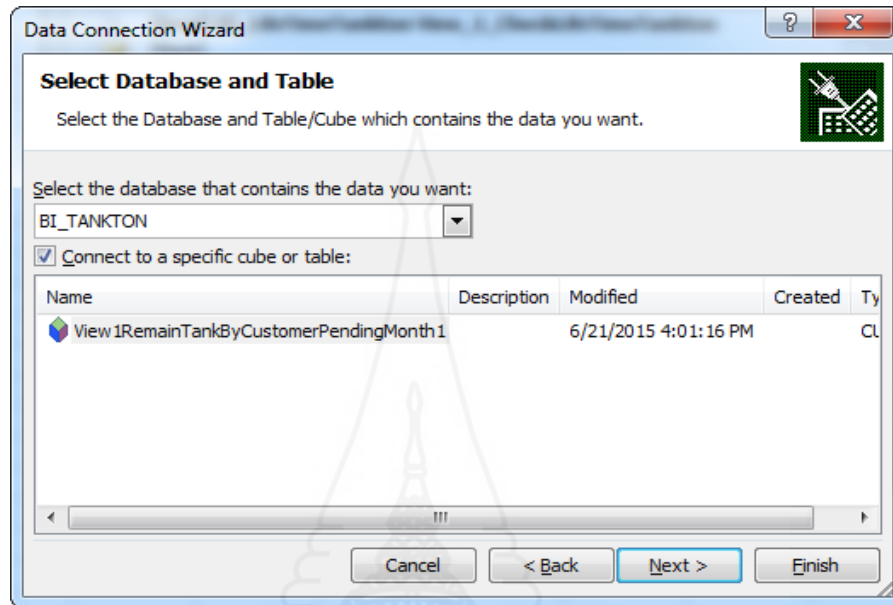 Data Connection Wizard
Select Database and Table
Select the Database and Table/Cube which contains the data you want.
Select the database that contains the data you want:
BI_TANKTON
Connect to a specific cube or table:
Name Description Modified Created Ty
View1RemainTankByCustomerPendingMonth1 6/21/2015 4:01:16 PM CU
Cancel < Back Next > Finish